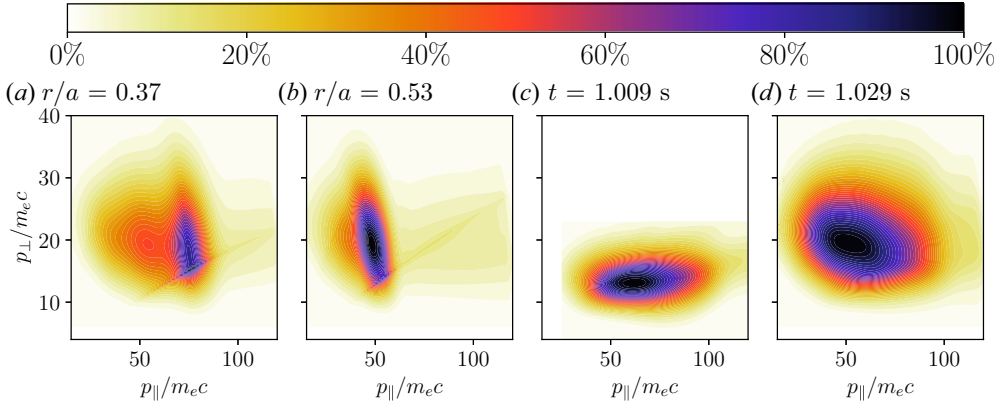 0% 20% 40% 60% 80% 100%
(a) r/a = 0.37 (b) r/a = 0.53 (c) t = 1.009 s (d) t = 1.029 s
40
30
20
10
p⊥/mₑc
50 100 50 100 50 100 50 100
p∥/mₑc p∥/mₑc p∥/mₑc p∥/mₑc